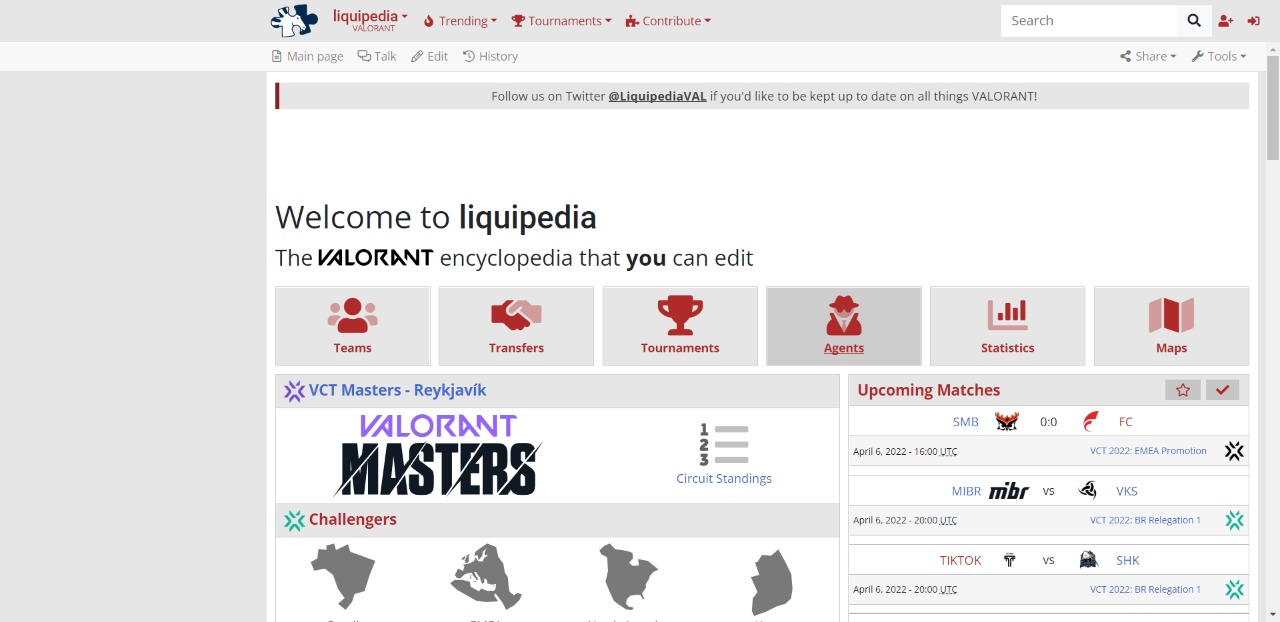 liquipedia
VALORANT
Trending
Tournaments
Contribute
Search
Main page
Talk
Edit
History
Share
Tools
Follow us on Twitter @LiquipediaVAL if you'd like to be kept up to date on all things VALORANT!
Welcome to liquipedia
The VALORANT encyclopedia that you can edit
Teams
Transfers
Tournaments
Agents
Statistics
Maps
VCT Masters - Reykjavík
VALORANT
MASTERS
1
2
3
Circuit Standings
Challengers
Upcoming Matches
SMB 0:0 FC
April 6, 2022 - 16:00 UTC VCT 2022: EMEA Promotion
MIBR mibr vs VKS
April 6, 2022 - 20:00 UTC VCT 2022: BR Relegation 1
TIKTOK vs SHK
April 6, 2022 - 20:00 UTC VCT 2022: BR Relegation 1